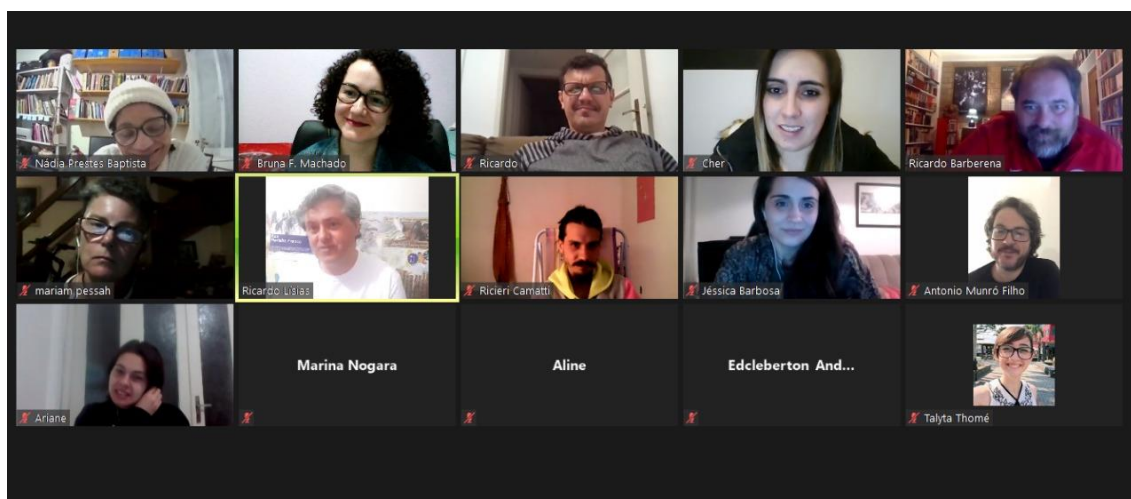 Nádia Prestes Baptista
Bruna F. Machado
Ricardo
Cher
Ricardo Barberena
mariam pessah
Ricardo Lísias
Ricieri Camatti
Jéssica Barbosa
Antonio Munró Filho
Ariane
Marina Nogara
Aline
Edcleberton And...
Talyta Thomé